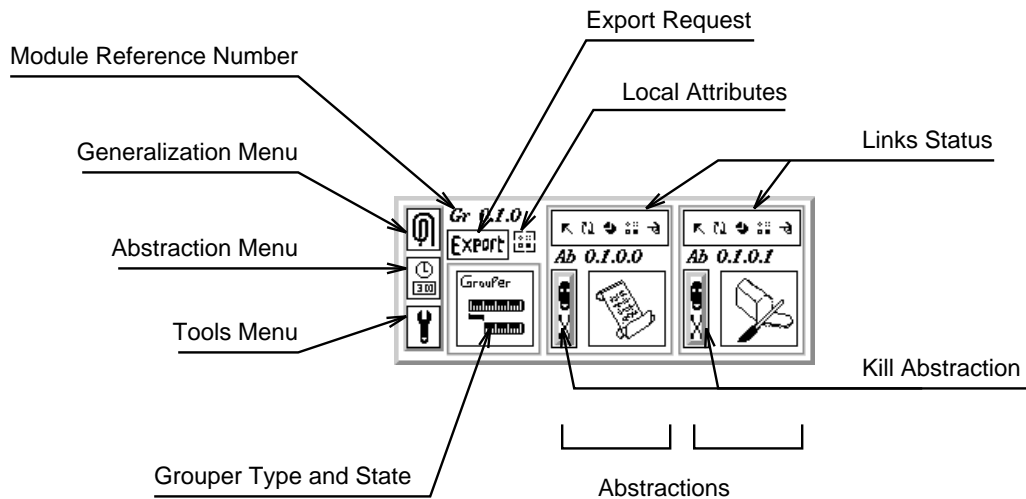 Export Request
Module Reference Number
Local Attributes
Links Status
Generalization Menu
Gr 0.1.0
Export
Abstraction Menu
Ab 0.1.0.0
Ab 0.1.0.1
Grouper
Tools Menu
Kill Abstraction
Grouper Type and State
Abstractions